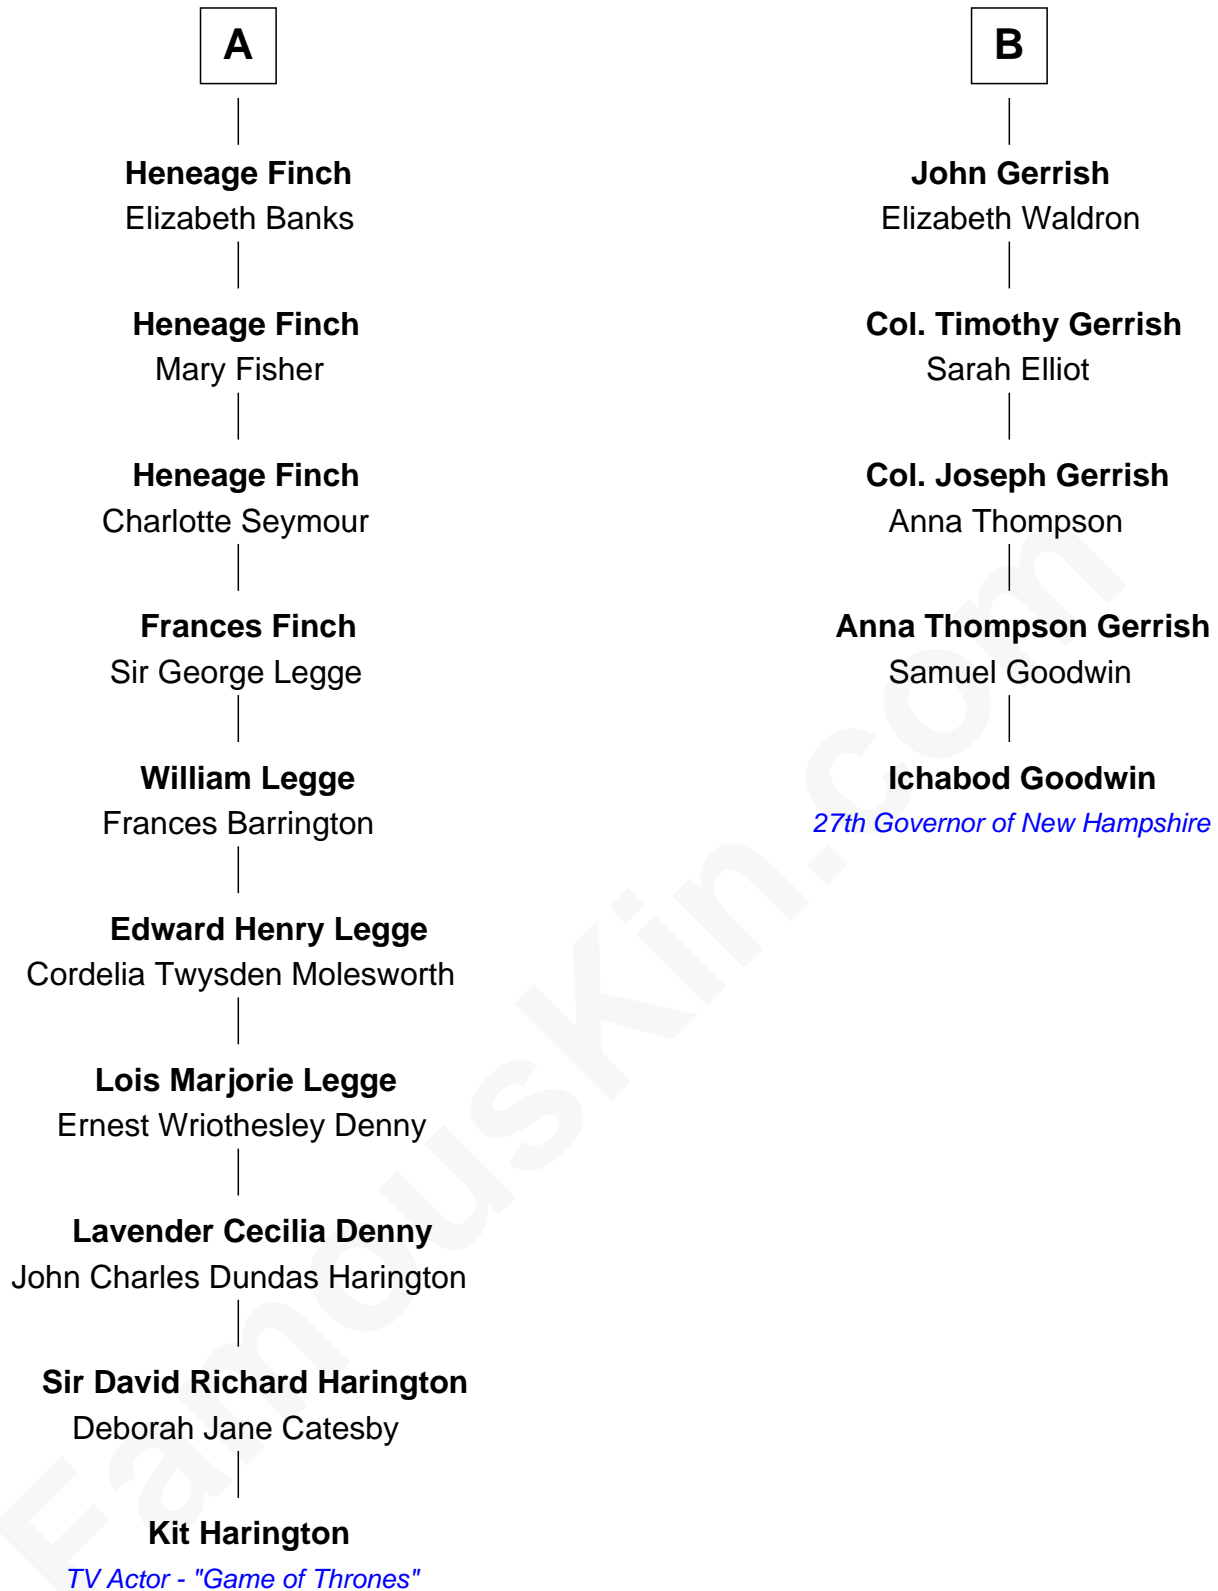 A
Heneage Finch
Elizabeth Banks
Heneage Finch
Mary Fisher
Heneage Finch
Charlotte Seymour
Frances Finch
Sir George Legge
William Legge
Frances Barrington
Edward Henry Legge
Cordelia Twysden Molesworth
Lois Marjorie Legge
Ernest Wriothesley Denny
Lavender Cecilia Denny
John Charles Dundas Harington
Sir David Richard Harington
Deborah Jane Catesby
Kit Harington
TV Actor - "Game of Thrones"
B
John Gerrish
Elizabeth Waldron
Col. Timothy Gerrish
Sarah Elliot
Col. Joseph Gerrish
Anna Thompson
Anna Thompson Gerrish
Samuel Goodwin
Ichabod Goodwin
27th Governor of New Hampshire
FamousKin.com